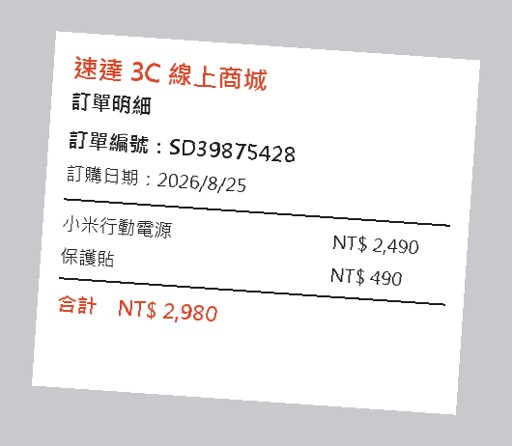 速達 3C 線上商城
訂單明細
訂單編號：SD39875428
訂購日期：2026/8/25
小米行動電源 NT$ 2,490
保護貼 NT$ 490
合計 NT$ 2,980